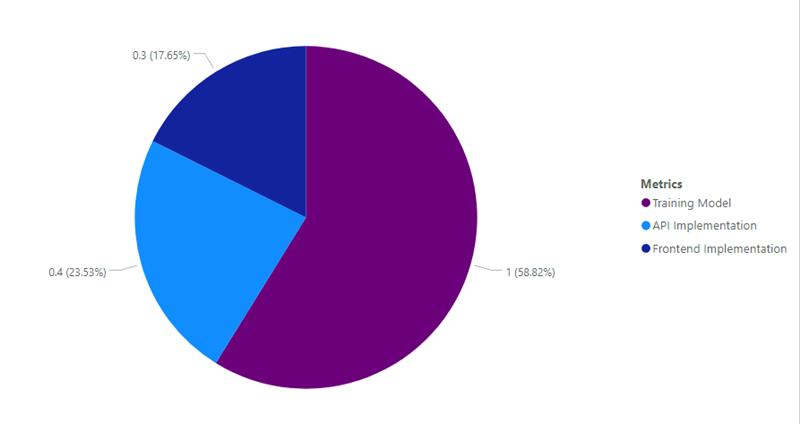 0.3 (17.65%)
0.4 (23.53%)
1 (58.82%)
Metrics
Training Model
API Implementation
Frontend Implementation